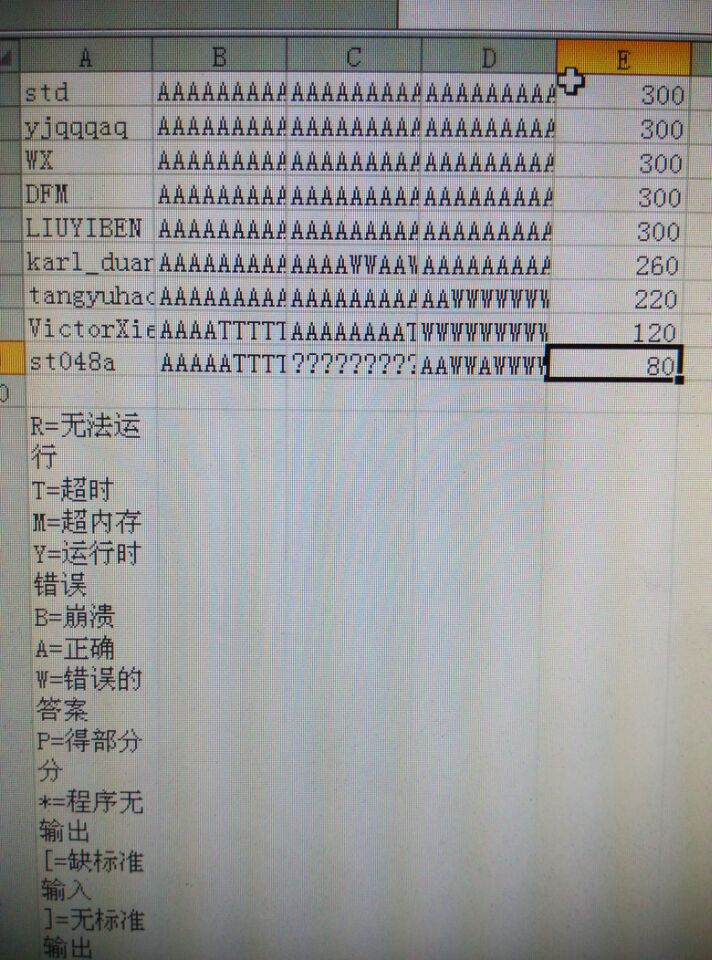 A B C D E
std AAAAAAAAA AAAAAAAAA AAAAAAAAA 300
yjqqqaq AAAAAAAAA AAAAAAAAA AAAAAAAAA 300
WX AAAAAAAAA AAAAAAAAA AAAAAAAAA 300
DFM AAAAAAAAA AAAAAAAAA AAAAAAAAA 300
LIUYIBEN AAAAAAAAA AAAAAAAAA AAAAAAAAA 300
karl_duan AAAAAAAAA AAAAWWAAW AAAAAAAAA 260
tangyuhao AAAAAAAAA AAAAAAAAA AAWWWWWWW 220
VictorXie AAAATTTTT AAAAAAAAT WWWWWWWWW 120
st048a AAAAATTTT ????????? AAWWAWWWW 80
R=无法运
行
T=超时
M=超内存
Y=运行时
错误
B=崩溃
A=正确
W=错误的
答案
P=得部分
分
*=程序无
输出
[=缺标准
输入
]=无标准
输出